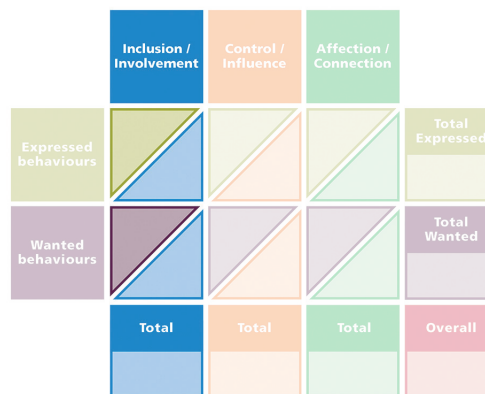 Inclusion /
Involvement
Control /
Influence
Affection /
Connection
Expressed
behaviours
Total
Expressed
Wanted
behaviours
Total
Wanted
Total
Total
Total
Overall